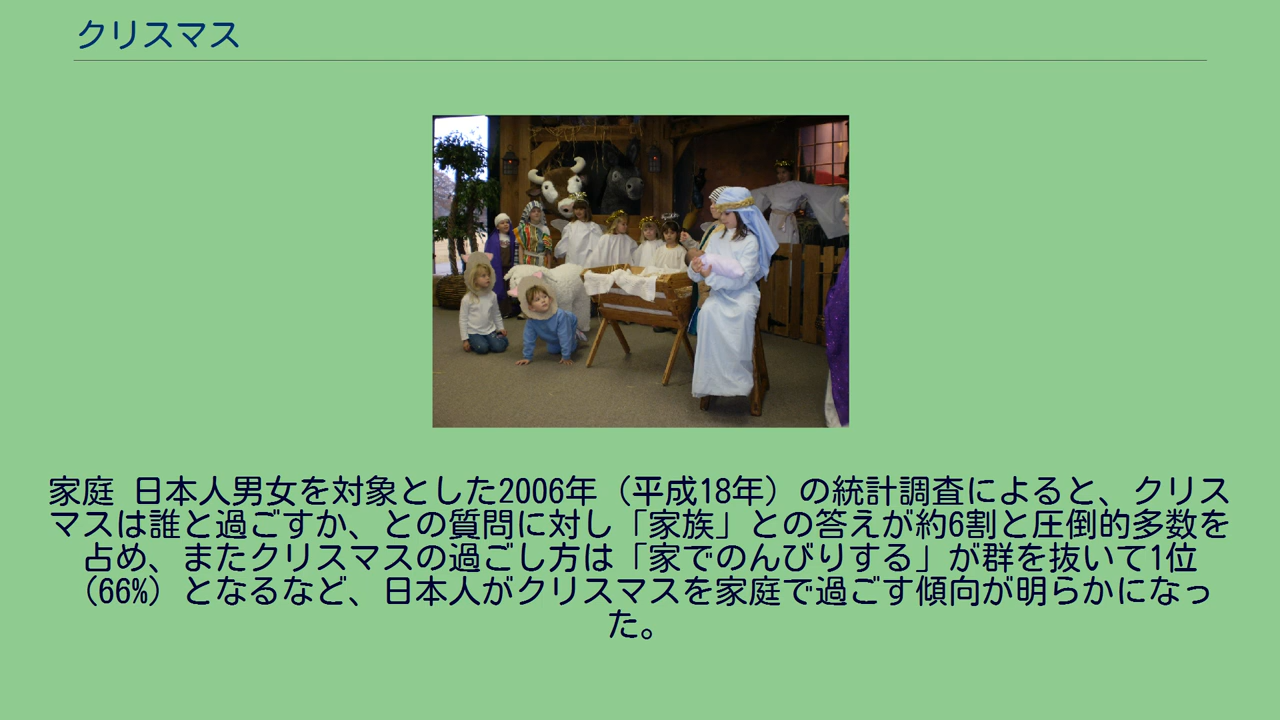 クリスマス
家庭 日本人男女を対象とした2006年（平成18年）の統計調査によると、クリス
マスは誰と過ごすか、との質問に対し「家族」との答えが約6割と圧倒的多数を
占め、またクリスマスの過ごし方は「家でのんびりする」が群を抜いて1位
（66%）となるなど、日本人がクリスマスを家庭で過ごす傾向が明らかになっ
た。